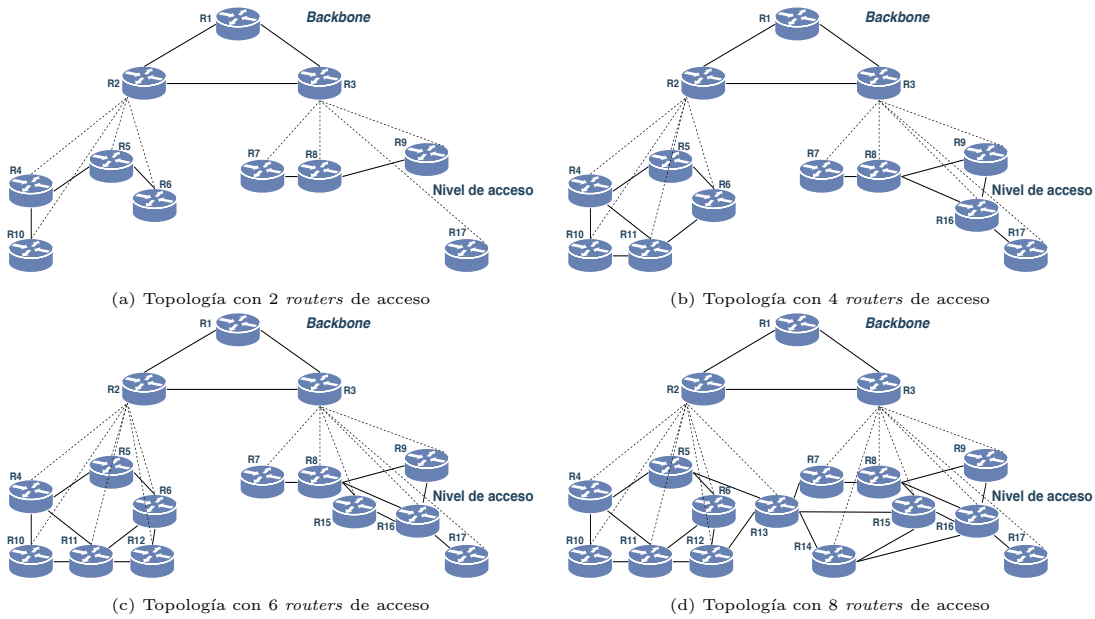 R1 Backbone
R2 R3
R4 R5 R6 R7 R8 R9
Nivel de acceso
R10 R17
(a) Topología con 2 routers de acceso
R1 Backbone
R2 R3
R4 R5 R6 R7 R8 R9
Nivel de acceso
R10 R11 R16 R17
(b) Topología con 4 routers de acceso
R1 Backbone
R2 R3
R4 R5 R6 R7 R8 R9
Nivel de acceso
R10 R11 R12 R15 R16 R17
(c) Topología con 6 routers de acceso
R1 Backbone
R2 R3
R4 R5 R6 R7 R8 R9
Nivel de acceso
R10 R11 R12 R13 R14 R15 R16 R17
(d) Topología con 8 routers de acceso